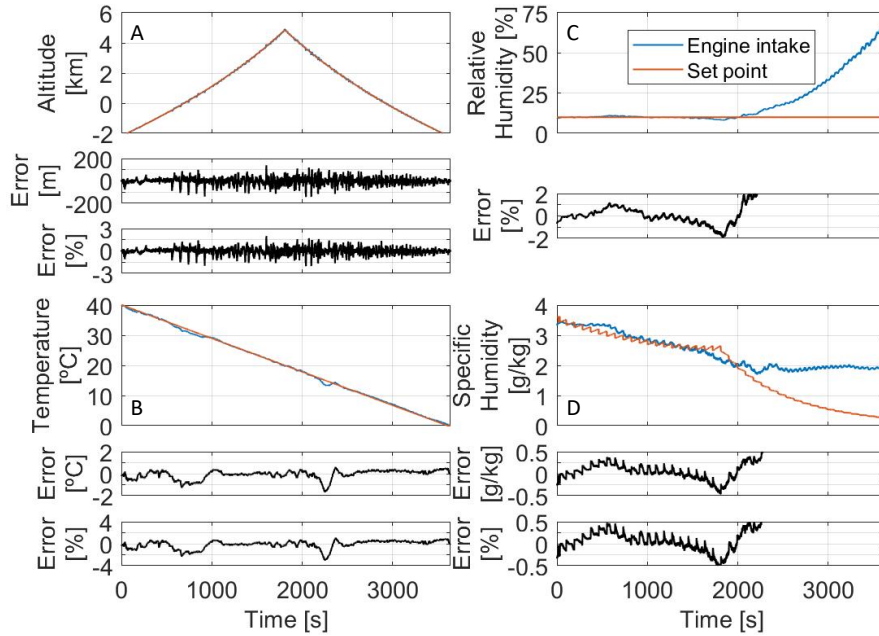 A
6
4
2
0
-2
Altitude
[km]
200
0
-200
Error
[m]
3
0
-3
Error
[%]
40
30
20
10
0
Temperature
[ºC]
B
2
0
-2
Error
[ºC]
4
0
-4
Error
[%]
0 1000 2000 3000
Time [s]
C
75
50
25
0
Relative
Humidity [%]
Engine intake
Set point
2
0
-2
Error
[%]
4
3
2
1
0
Specific
Humidity
[g/kg]
D
0.5
0
-0.5
Error
[g/kg]
0.5
0
-0.5
Error
[%]
0 1000 2000 3000
Time [s]